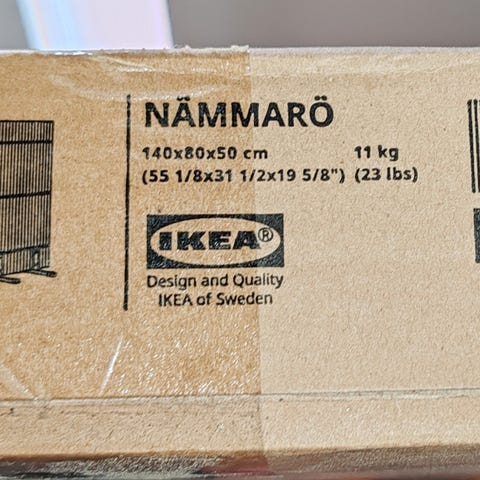 NÄMMARÖ
140x80x50 cm 11 kg
(55 1/8x31 1/2x19 5/8") (23 lbs)
IKEA®
Design and Quality
IKEA of Sweden